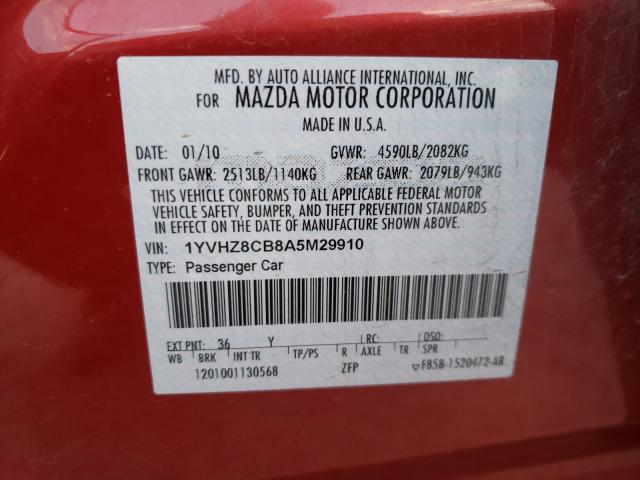 MFD. BY AUTO ALLIANCE INTERNATIONAL, INC.
FOR MAZDA MOTOR CORPORATION
MADE IN U.S.A.
DATE: 01/10 GVWR: 4590LB/2082KG
FRONT GAWR: 2513LB/1140KG REAR GAWR: 2079LB/943KG
THIS VEHICLE CONFORMS TO ALL APPLICABLE FEDERAL MOTOR
VEHICLE SAFETY, BUMPER, AND THEFT PREVENTION STANDARDS
IN EFFECT ON THE DATE OF MANUFACTURE SHOWN ABOVE.
VIN: 1YVHZ8CB8A5M29910
TYPE: Passenger Car
EXT PNT: 36 Y RC: DSO:
WB BRK INT TR TP/PS R AXLE TR SPR
1201001130568 ZFP ▽F85B-1520472-AB